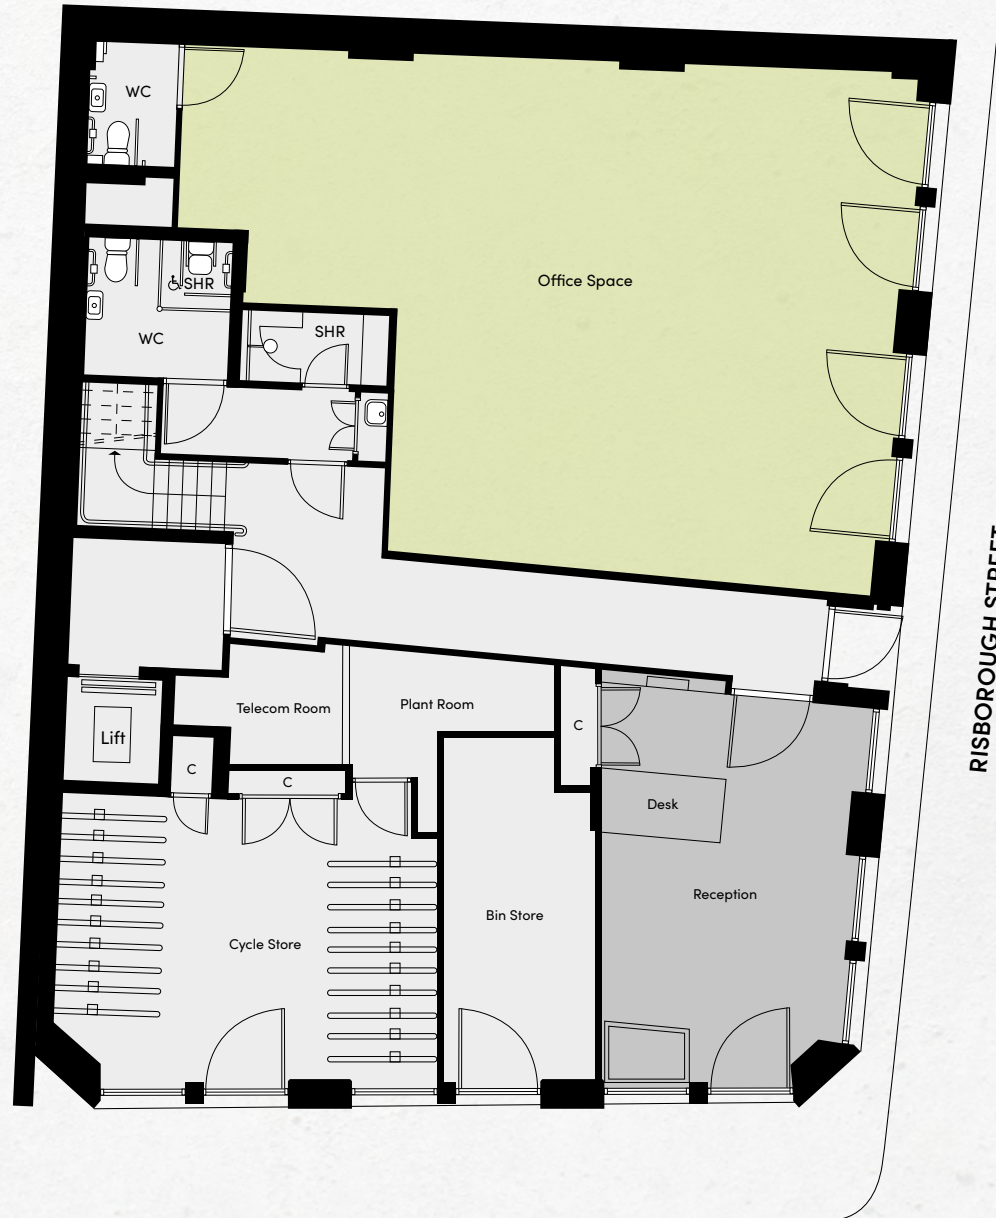 WC
Office Space
SHR
WC
SHR
RISBOROUGH STREET
Telecom Room
Plant Room
C
Lift
C
C
Desk
Reception
Bin Store
Cycle Store